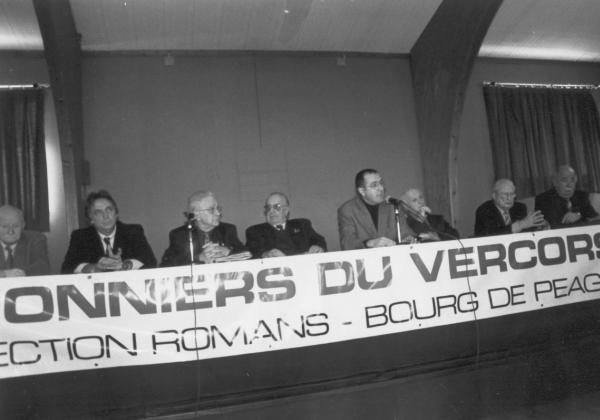 ONNIERS DU VERCORS
ECTION ROMANS - BOURG DE PEAG